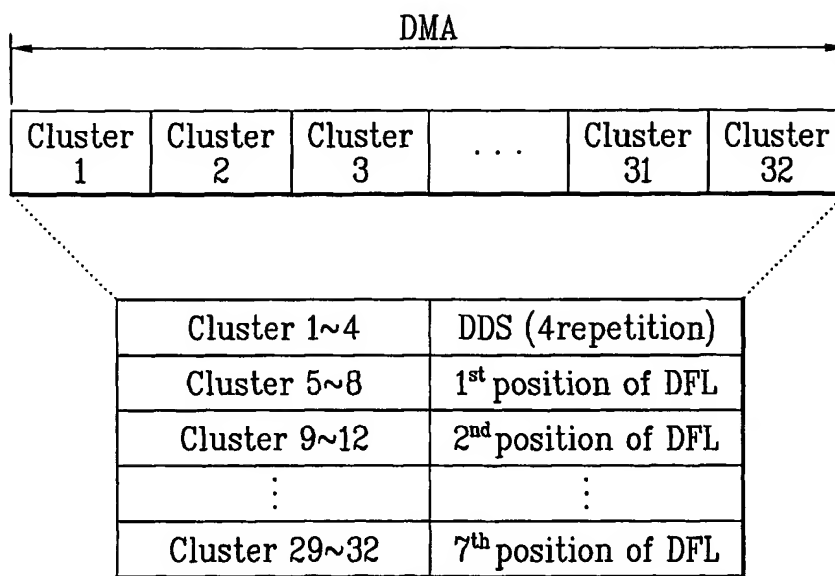 DMA
Cluster 1
Cluster 2
Cluster 3
. . .
Cluster 31
Cluster 32
Cluster 1~4 DDS (4repetition)
Cluster 5~8 1st position of DFL
Cluster 9~12 2nd position of DFL
⋮ ⋮
Cluster 29~32 7th position of DFL